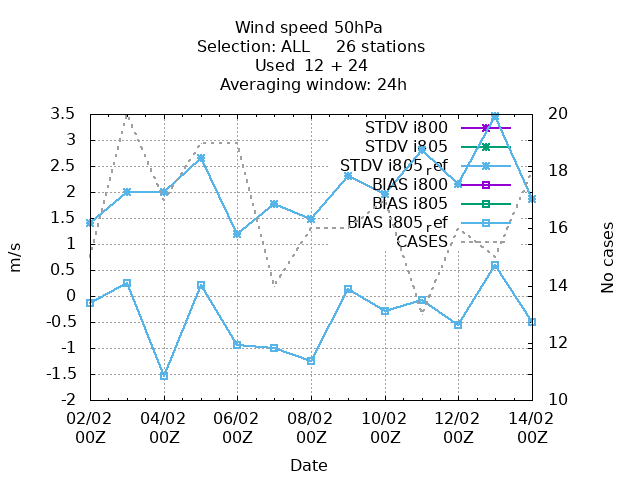 Wind speed 50hPa
Selection: ALL 26 stations
Used 12 + 24
Averaging window: 24h
3.5
3
2.5
2
1.5
1
0.5
0
-0.5
-1
-1.5
-2
m/s
20
18
16
14
12
10
No cases
STDV i800
STDV i805
STDV i805ref
BIAS i800
BIAS i805
BIAS i805ref
CASES
02/02 04/02 06/02 08/02 10/02 12/02 14/02
00Z 00Z 00Z 00Z 00Z 00Z 00Z
Date